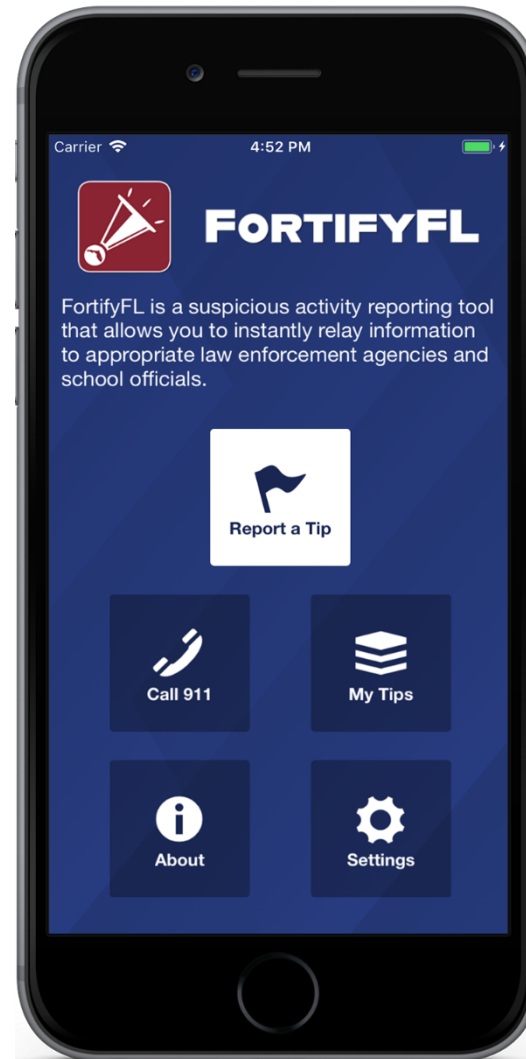 Carrier 4:52 PM
FORTIFYFL
FortifyFL is a suspicious activity reporting tool
that allows you to instantly relay information
to appropriate law enforcement agencies and
school officials.
Report a Tip
Call 911 My Tips
About Settings